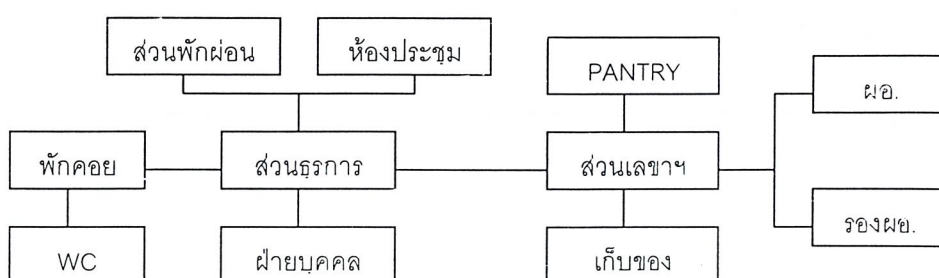 ส่วนพักผ่อน
ห้องประชุม
PANTRY
ผอ.
พักคอย
ส่วนธุรการ
ส่วนเลขาฯ
รองผอ.
WC
ฝ่ายบุคคล
เก็บของ